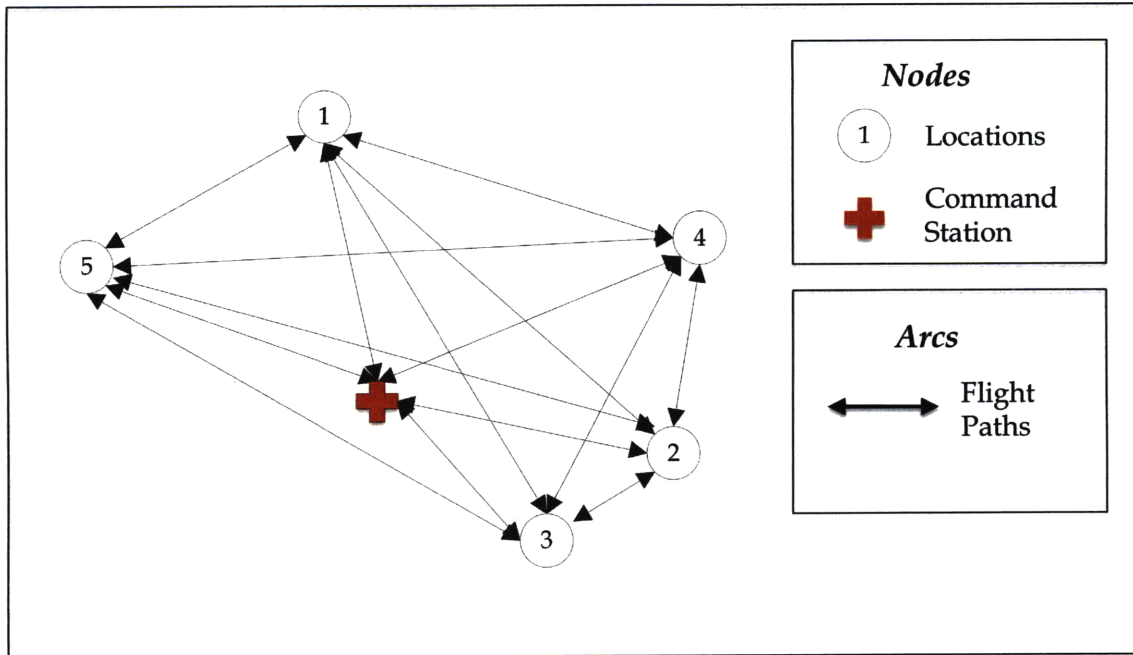 1
4
5
2
3
Nodes
1 Locations
Command
Station
Arcs
Flight
Paths